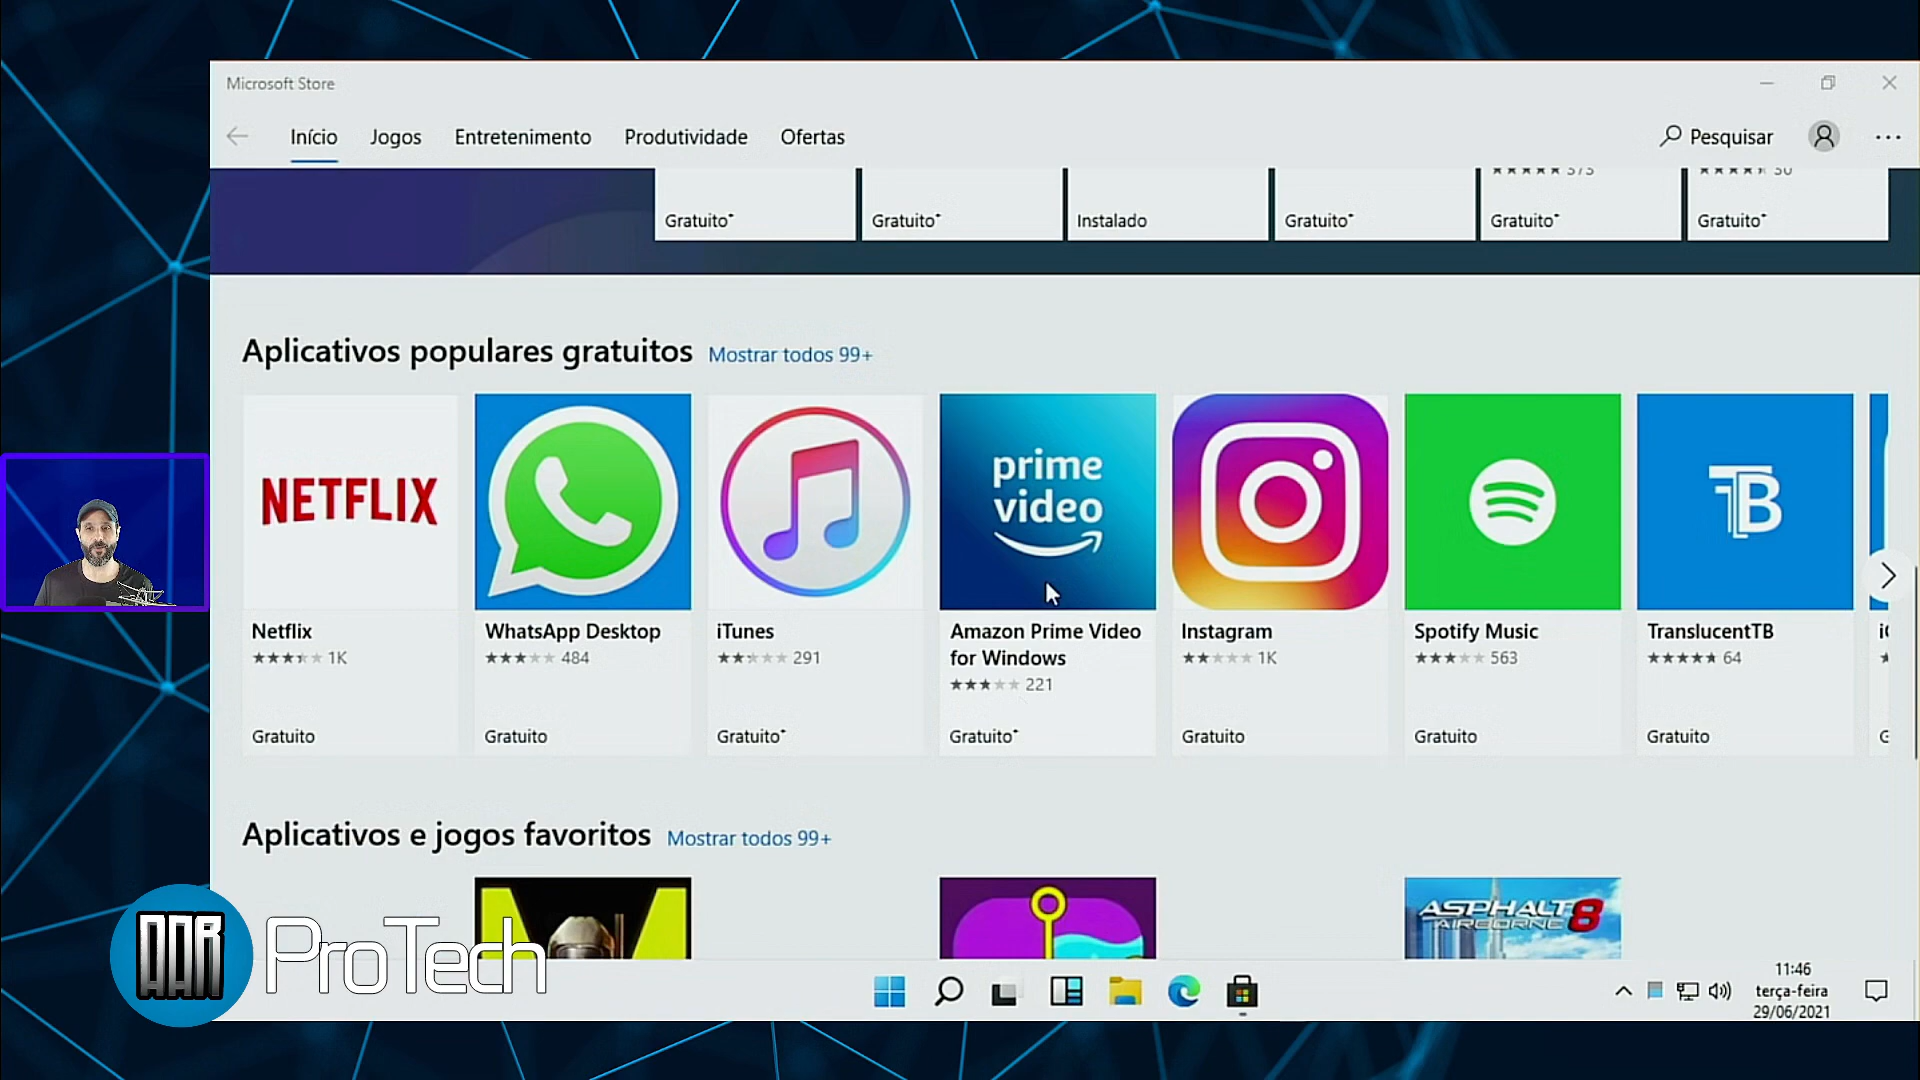 Microsoft Store
Início Jogos Entretenimento Produtividade Ofertas Pesquisar
Gratuito* Gratuito* Instalado Gratuito* Gratuito* Gratuito*
Aplicativos populares gratuitos Mostrar todos 99+
NETFLIX
prime
video
TB
Netflix
1K
Gratuito
WhatsApp Desktop
484
Gratuito
iTunes
291
Gratuito*
Amazon Prime Video
for Windows
221
Gratuito*
Instagram
1K
Gratuito
Spotify Music
563
Gratuito
TranslucentTB
64
Gratuito
Aplicativos e jogos favoritos Mostrar todos 99+
ASPHALT 8
AIRBORNE
AAR ProTech
11:46
terça-feira
29/06/2021